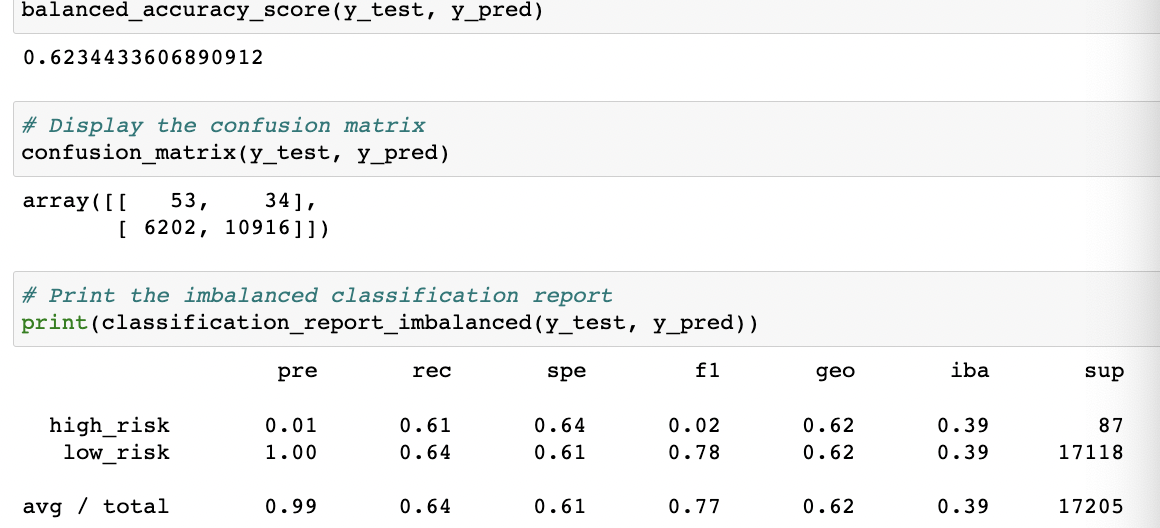 balanced_accuracy_score(y_test, y_pred)
0.6234433606890912
# Display the confusion matrix
confusion_matrix(y_test, y_pred)
array([[   53,    34],
       [ 6202, 10916]])
# Print the imbalanced classification report
print(classification_report_imbalanced(y_test, y_pred))
                   pre       rec       spe        f1       geo       iba       sup
  high_risk       0.01      0.61      0.64      0.02      0.62      0.39        87
   low_risk       1.00      0.64      0.61      0.78      0.62      0.39     17118
avg / total       0.99      0.64      0.61      0.77      0.62      0.39     17205